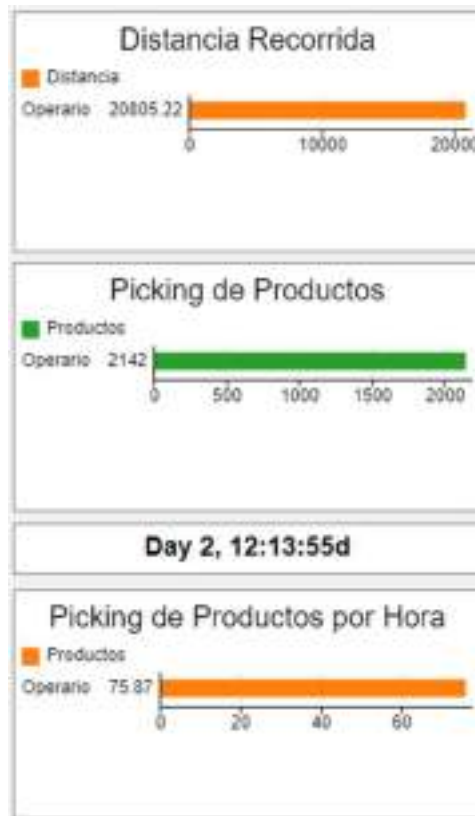 Distancia Recorrida
Distancia
Operario 20805.22
0 10000 20000
Picking de Productos
Productos
Operario 2142
0 500 1000 1500 2000
Day 2, 12:13:55d
Picking de Productos por Hora
Productos
Operario 75.87
0 20 40 60